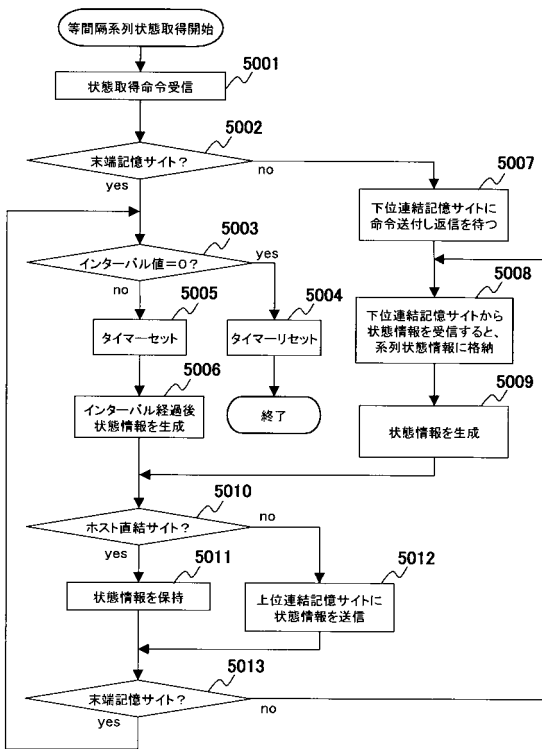 等間隔系列状態取得開始
5001
状態取得命令受信
5002
末端記憶サイト?
yes
no
5007
下位連結記憶サイトに
命令送付し返信を待つ
5003
インターバル値=0?
yes
no
5005
タイマーセット
5004
タイマーリセット
5008
下位連結記憶サイトから
状態情報を受信すると、
系列状態情報に格納
5006
インターバル経過後
状態情報を生成
終了
5009
状態情報を生成
5010
ホスト直結サイト?
yes
no
5011
状態情報を保持
5012
上位連結記憶サイトに
状態情報を送信
5013
末端記憶サイト?
yes
no